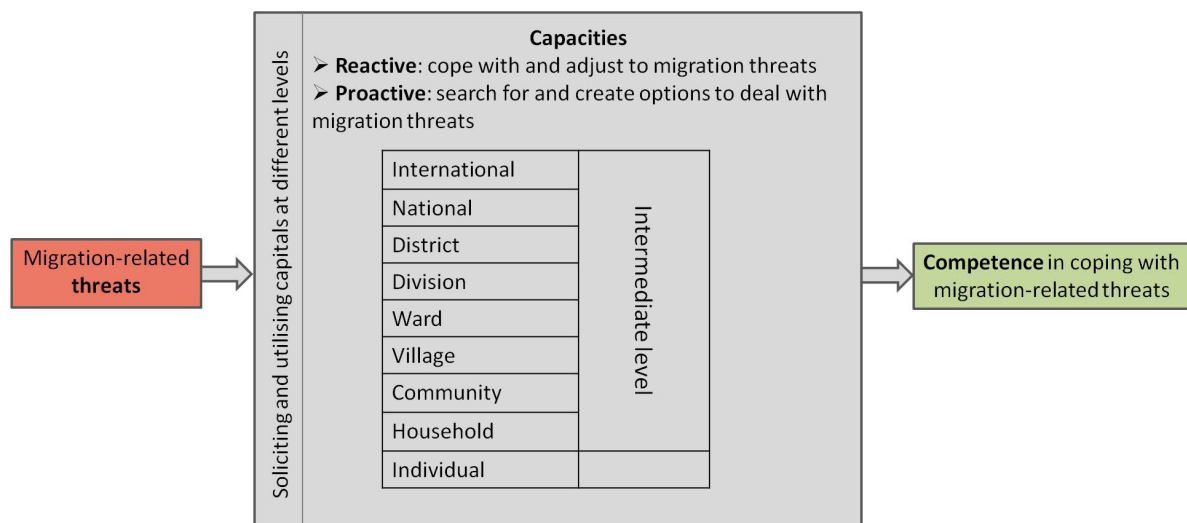 Migration-related
threats
Soliciting and utilising capitals at different levels
Capacities
➢ Reactive: cope with and adjust to migration threats
➢ Proactive: search for and create options to deal with
migration threats
International
National
District
Division
Ward
Village
Community
Household
Individual
Intermediate level
Competence in coping with
migration-related threats